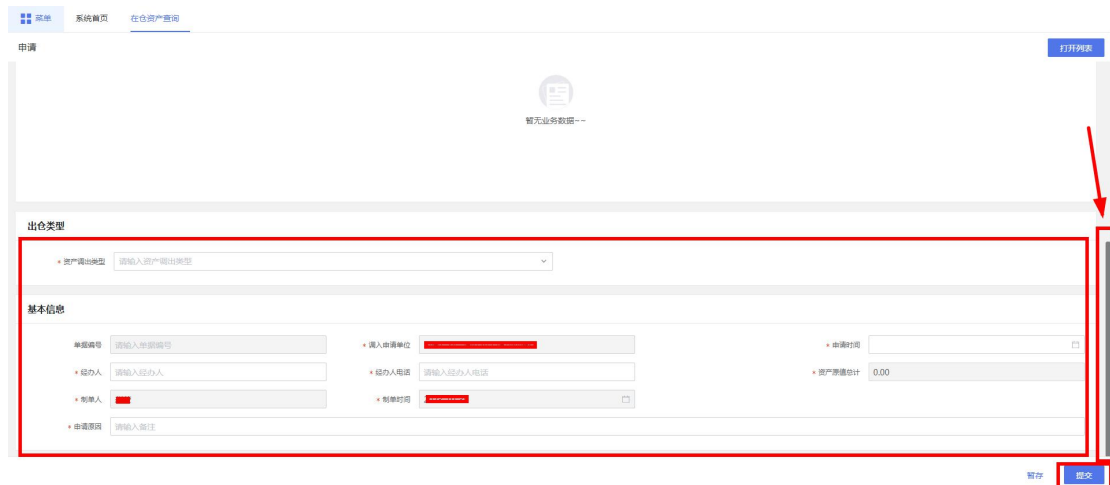 菜单 系统首页 在仓资产查询
申请 打开列表
暂无业务数据~~
出仓类型
* 资产调出类型 请输入资产调出类型
基本信息
单据编号 请输入单据编号 * 调入申请单位 * 申请时间
* 经办人 请输入经办人 * 经办人电话 请输入经办人电话 * 资产原值总计 0.00
* 制单人 * 制单时间
* 申请原因 请输入备注
暂存 提交